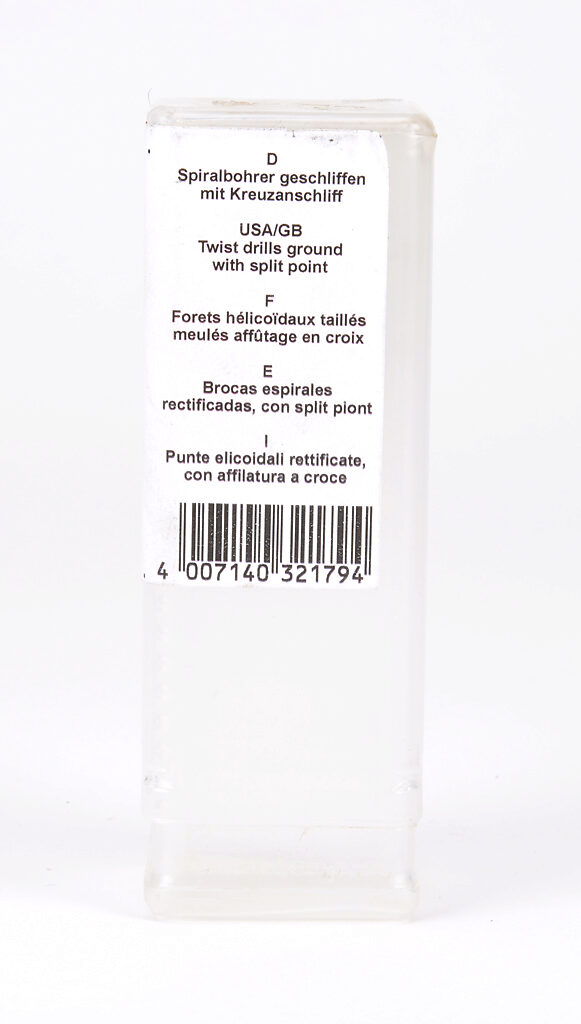 D
Spiralbohrer geschliffen
mit Kreuzanschliff
USA/GB
Twist drills ground
with split point
F
Forets hélicoïdaux taillés
meulés affûtage en croix
E
Brocas espirales
rectificadas, con split piont
I
Punte elicoidali rettificate,
con affilatura a croce
4 007140 321794